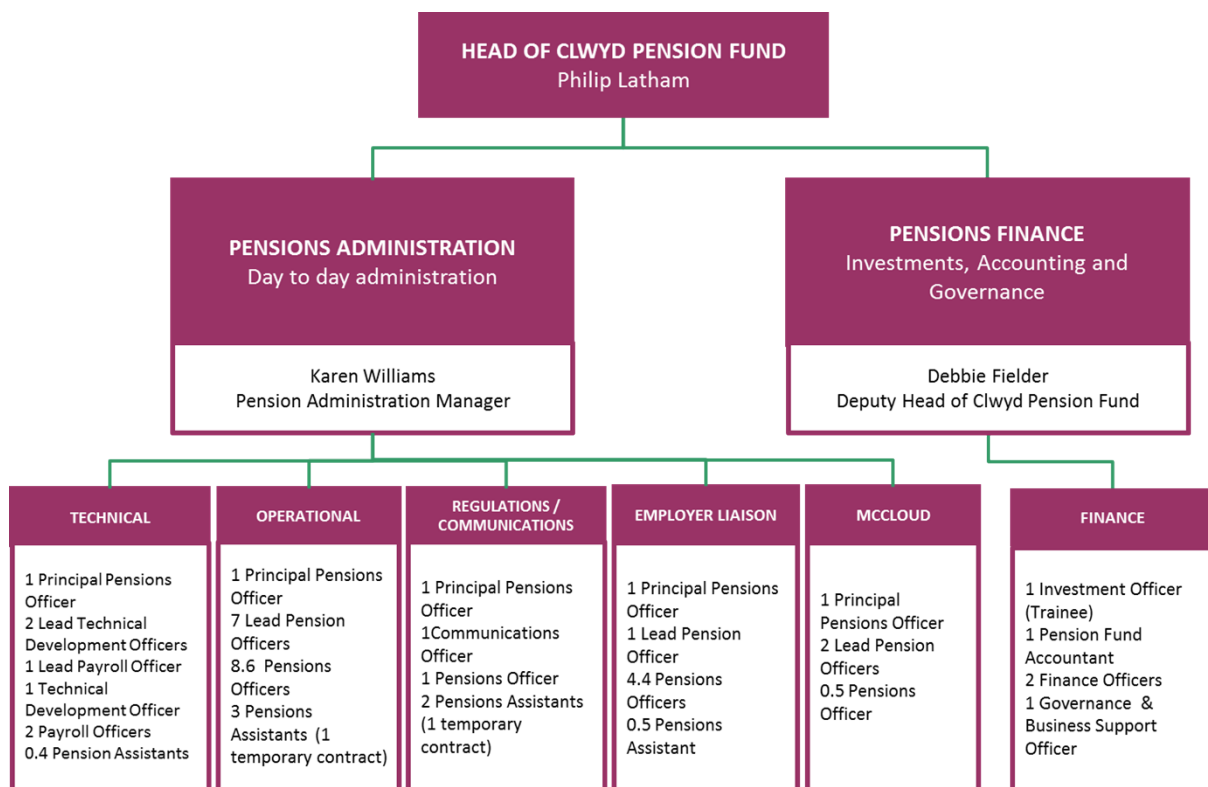 HEAD OF CLWYD PENSION FUND
Philip Latham
PENSIONS ADMINISTRATION
Day to day administration
Karen Williams
Pension Administration Manager
PENSIONS FINANCE
Investments, Accounting and
Governance
Debbie Fielder
Deputy Head of Clwyd Pension Fund
TECHNICAL
1 Principal Pensions
Officer
2 Lead Technical
Development Officers
1 Lead Payroll Officer
1 Technical
Development Officer
2 Payroll Officers
0.4 Pension Assistants
OPERATIONAL
1 Principal Pensions
Officer
7 Lead Pension
Officers
8.6 Pensions
Officers
3 Pensions
Assistants (1
temporary contract)
REGULATIONS /
COMMUNICATIONS
1 Principal Pensions
Officer
1Communications
Officer
1 Pensions Officer
2 Pensions Assistants
(1 temporary
contract)
EMPLOYER LIAISON
1 Principal Pensions
Officer
1 Lead Pension
Officer
4.4 Pensions
Officers
0.5 Pensions
Assistant
MCCLOUD
1 Principal
Pensions Officer
2 Lead Pension
Officers
0.5 Pensions
Officer
FINANCE
1 Investment Officer
(Trainee)
1 Pension Fund
Accountant
2 Finance Officers
1 Governance &
Business Support
Officer